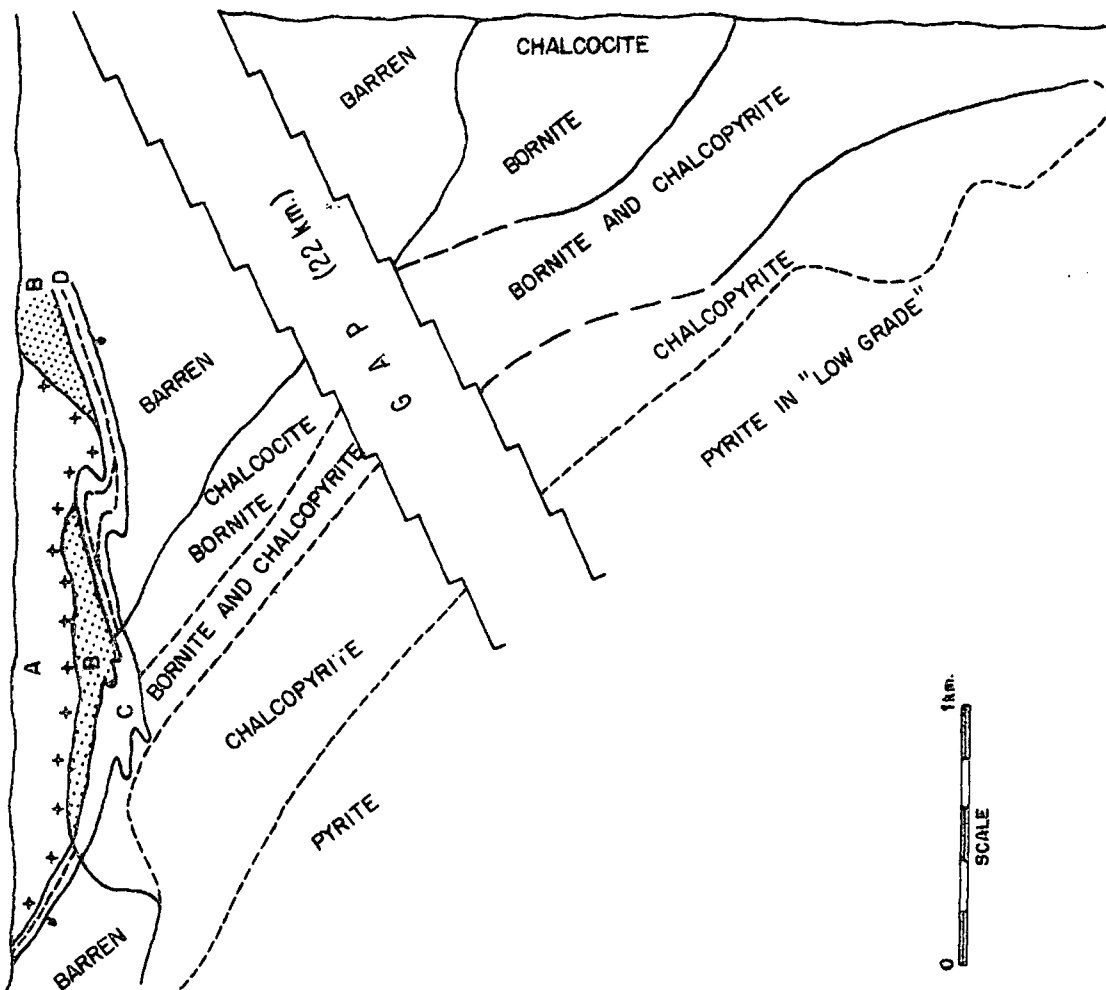 BARREN
CHALCOCITE
BORNITE
BORNITE AND CHALCOPYRITE
CHALCOPYRITE
PYRITE IN "LOW GRADE"
GAP (22 km.)
B
D
BARREN
CHALCOCITE
BORNITE
BORNITE AND CHALCOPYRITE
CHALCOPYRITE
PYRITE
A
B
C
BARREN
0
1km.
SCALE